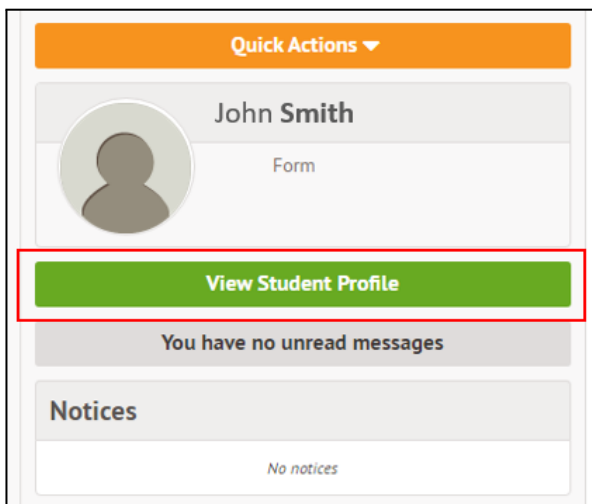 Quick Actions
John Smith
Form
View Student Profile
You have no unread messages
Notices
No notices